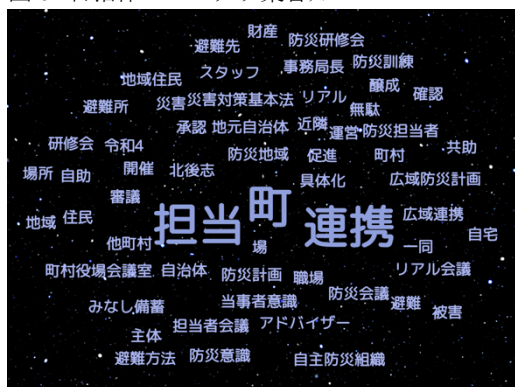 財産
避難先 防災研修会
スタッフ 事務局長 防災訓練
地域住民 醸成 確認
避難所 災害 災害対策基本法 リアル 無駄
承認 地元自治体 近隣 運営 防災担当者
研修会 令和4 防災地域 促進 町村 共助
場所 自助 開催 北後志 具体化 広域防災計画
審議 担当 町 連携 広域連携
地域 住民 他町村 場 一同 自宅
町村役場会議室 自治体 防災計画 職場 リアル会議
みなし備蓄 当事者意識 防災会議 避難 被害
主体 担当者会議 アドバイザー
避難方法 防災意識 自主防災組織